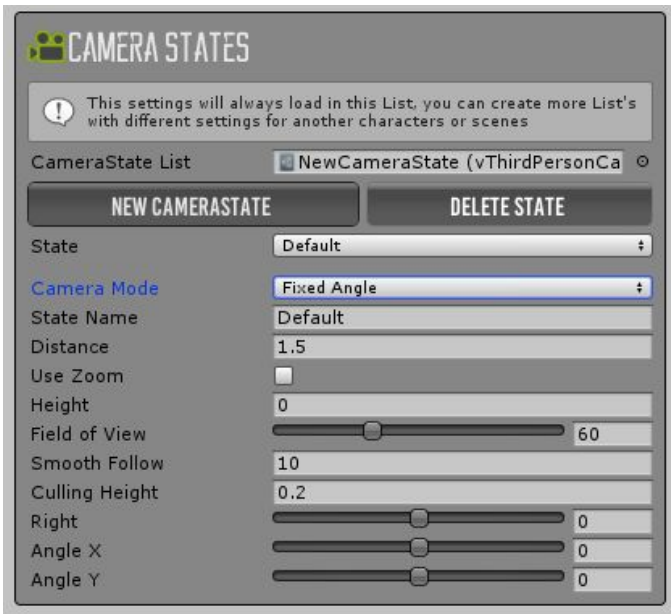 CAMERA STATES
This settings will always load in this List, you can create more List's
with different settings for another characters or scenes
CameraState List NewCameraState (vThirdPersonCa
NEW CAMERASTATE DELETE STATE
State Default
Camera Mode Fixed Angle
State Name Default
Distance 1.5
Use Zoom
Height 0
Field of View 60
Smooth Follow 10
Culling Height 0.2
Right 0
Angle X 0
Angle Y 0